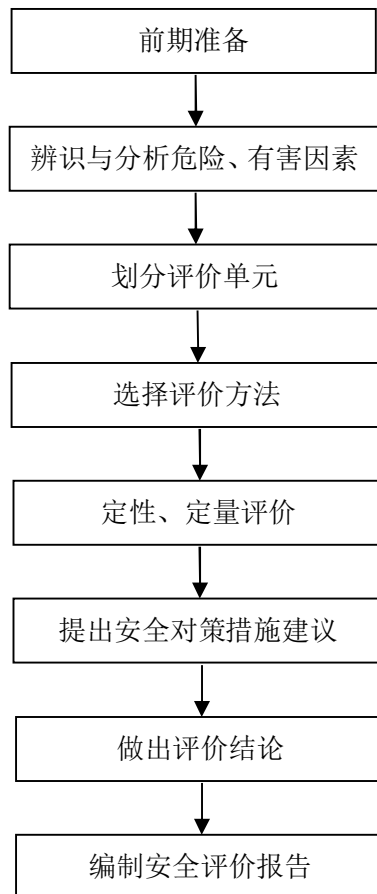 前期准备
辨识与分析危险、有害因素
划分评价单元
选择评价方法
定性、定量评价
提出安全对策措施建议
做出评价结论
编制安全评价报告